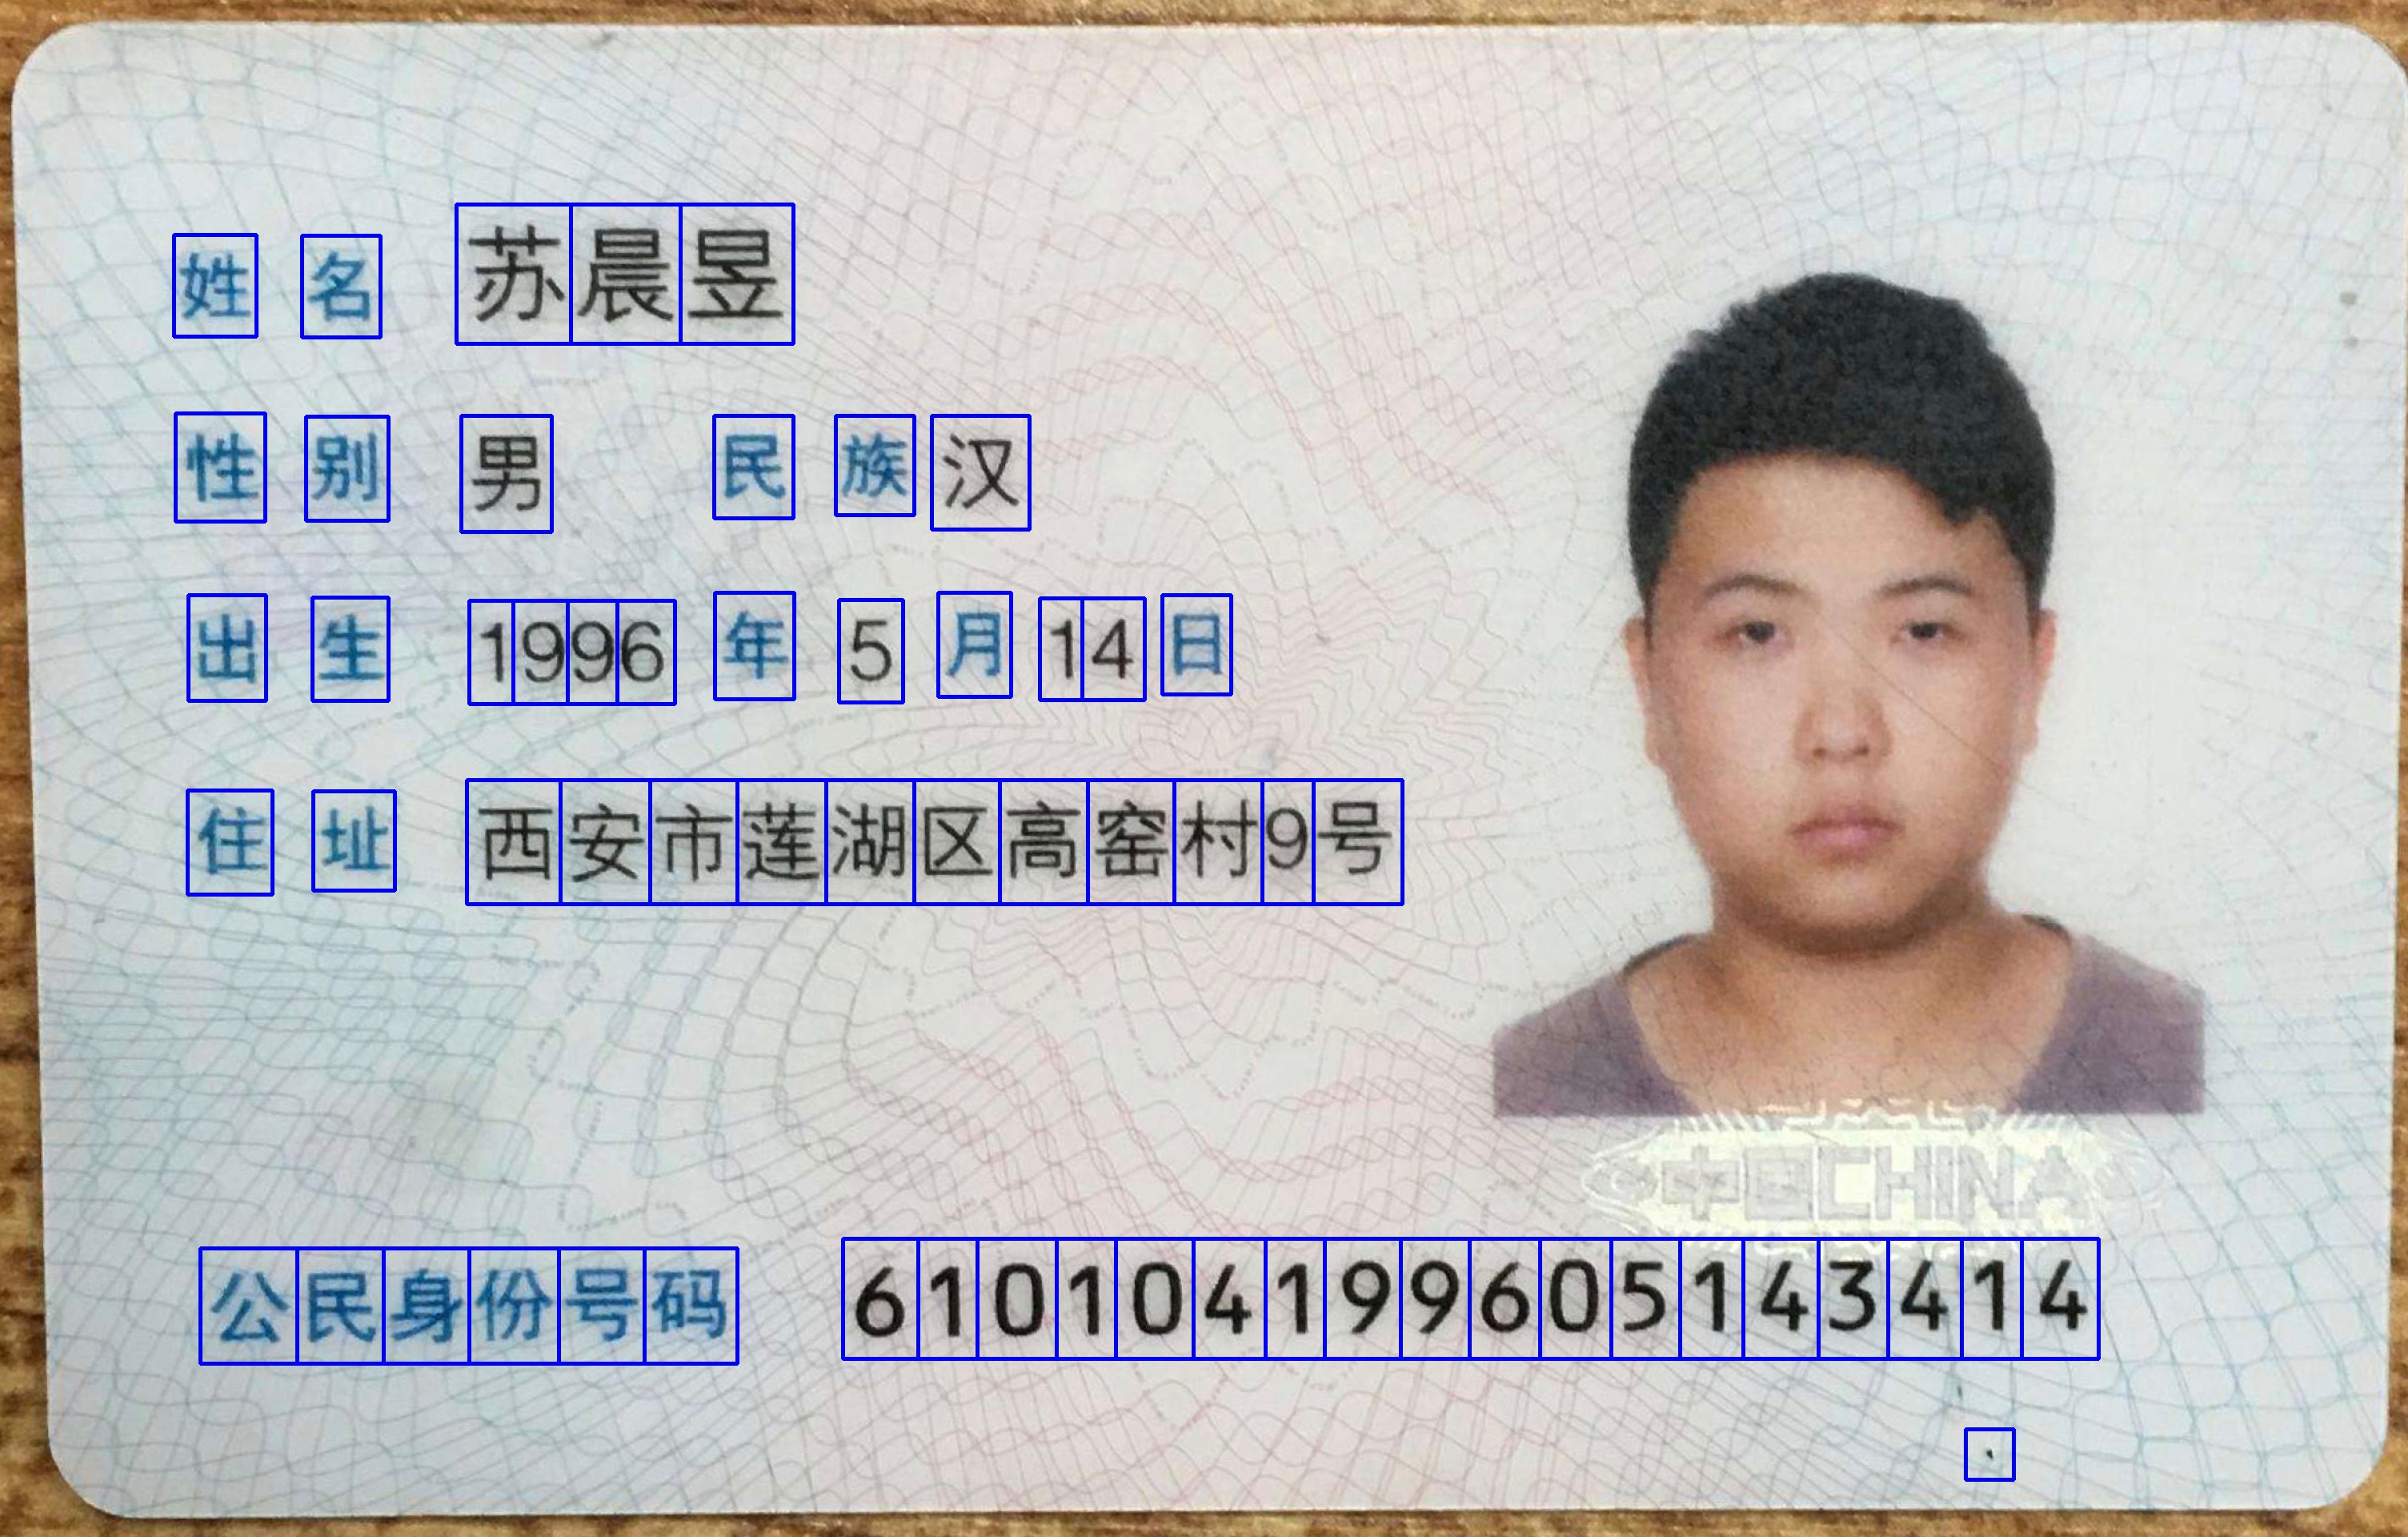 姓名 苏晨昱
性别 男 民族 汉
出生 1996 年 5 月 14 日
住址 西安市莲湖区高窑村9号
中国CHINA
公民身份号码 610104199605143414